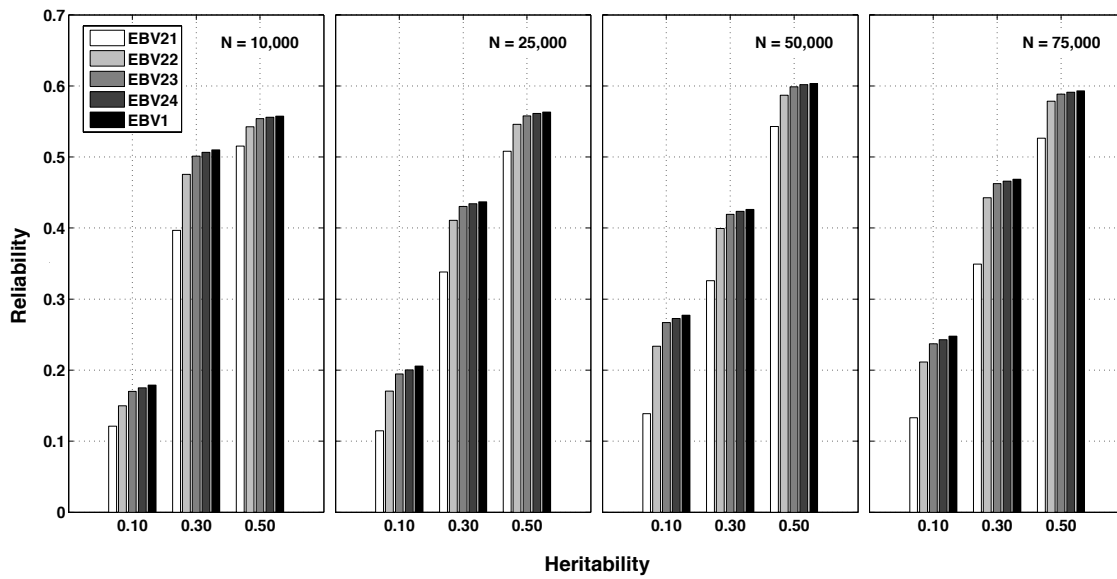 0.7
0.6
0.5
0.4
0.3
0.2
0.1
0
Reliability
EBV21
EBV22
EBV23
EBV24
EBV1
N = 10,000
N = 25,000
N = 50,000
N = 75,000
0.10 0.30 0.50
0.10 0.30 0.50
0.10 0.30 0.50
0.10 0.30 0.50
Heritability